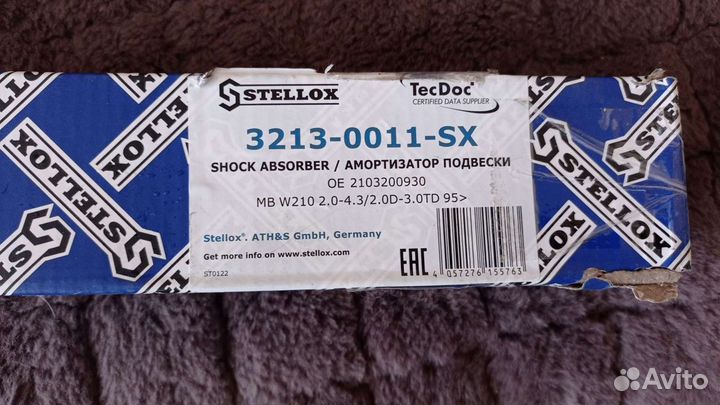 STELLOX
TecDoc
CERTIFIED DATA SUPPLIER
3213-0011-SX
SHOCK ABSORBER / АМОРТИЗАТОР ПОДВЕСКИ
OE 2103200930
MB W210 2.0-4.3/2.0D-3.0TD 95>
Stellox®. ATH&S GmbH, Germany
Get more info on www.stellox.com
ST0122
EAC
4 057276 155763
STELLOX
STELLOX
STELLOX
STELLOX
Avito